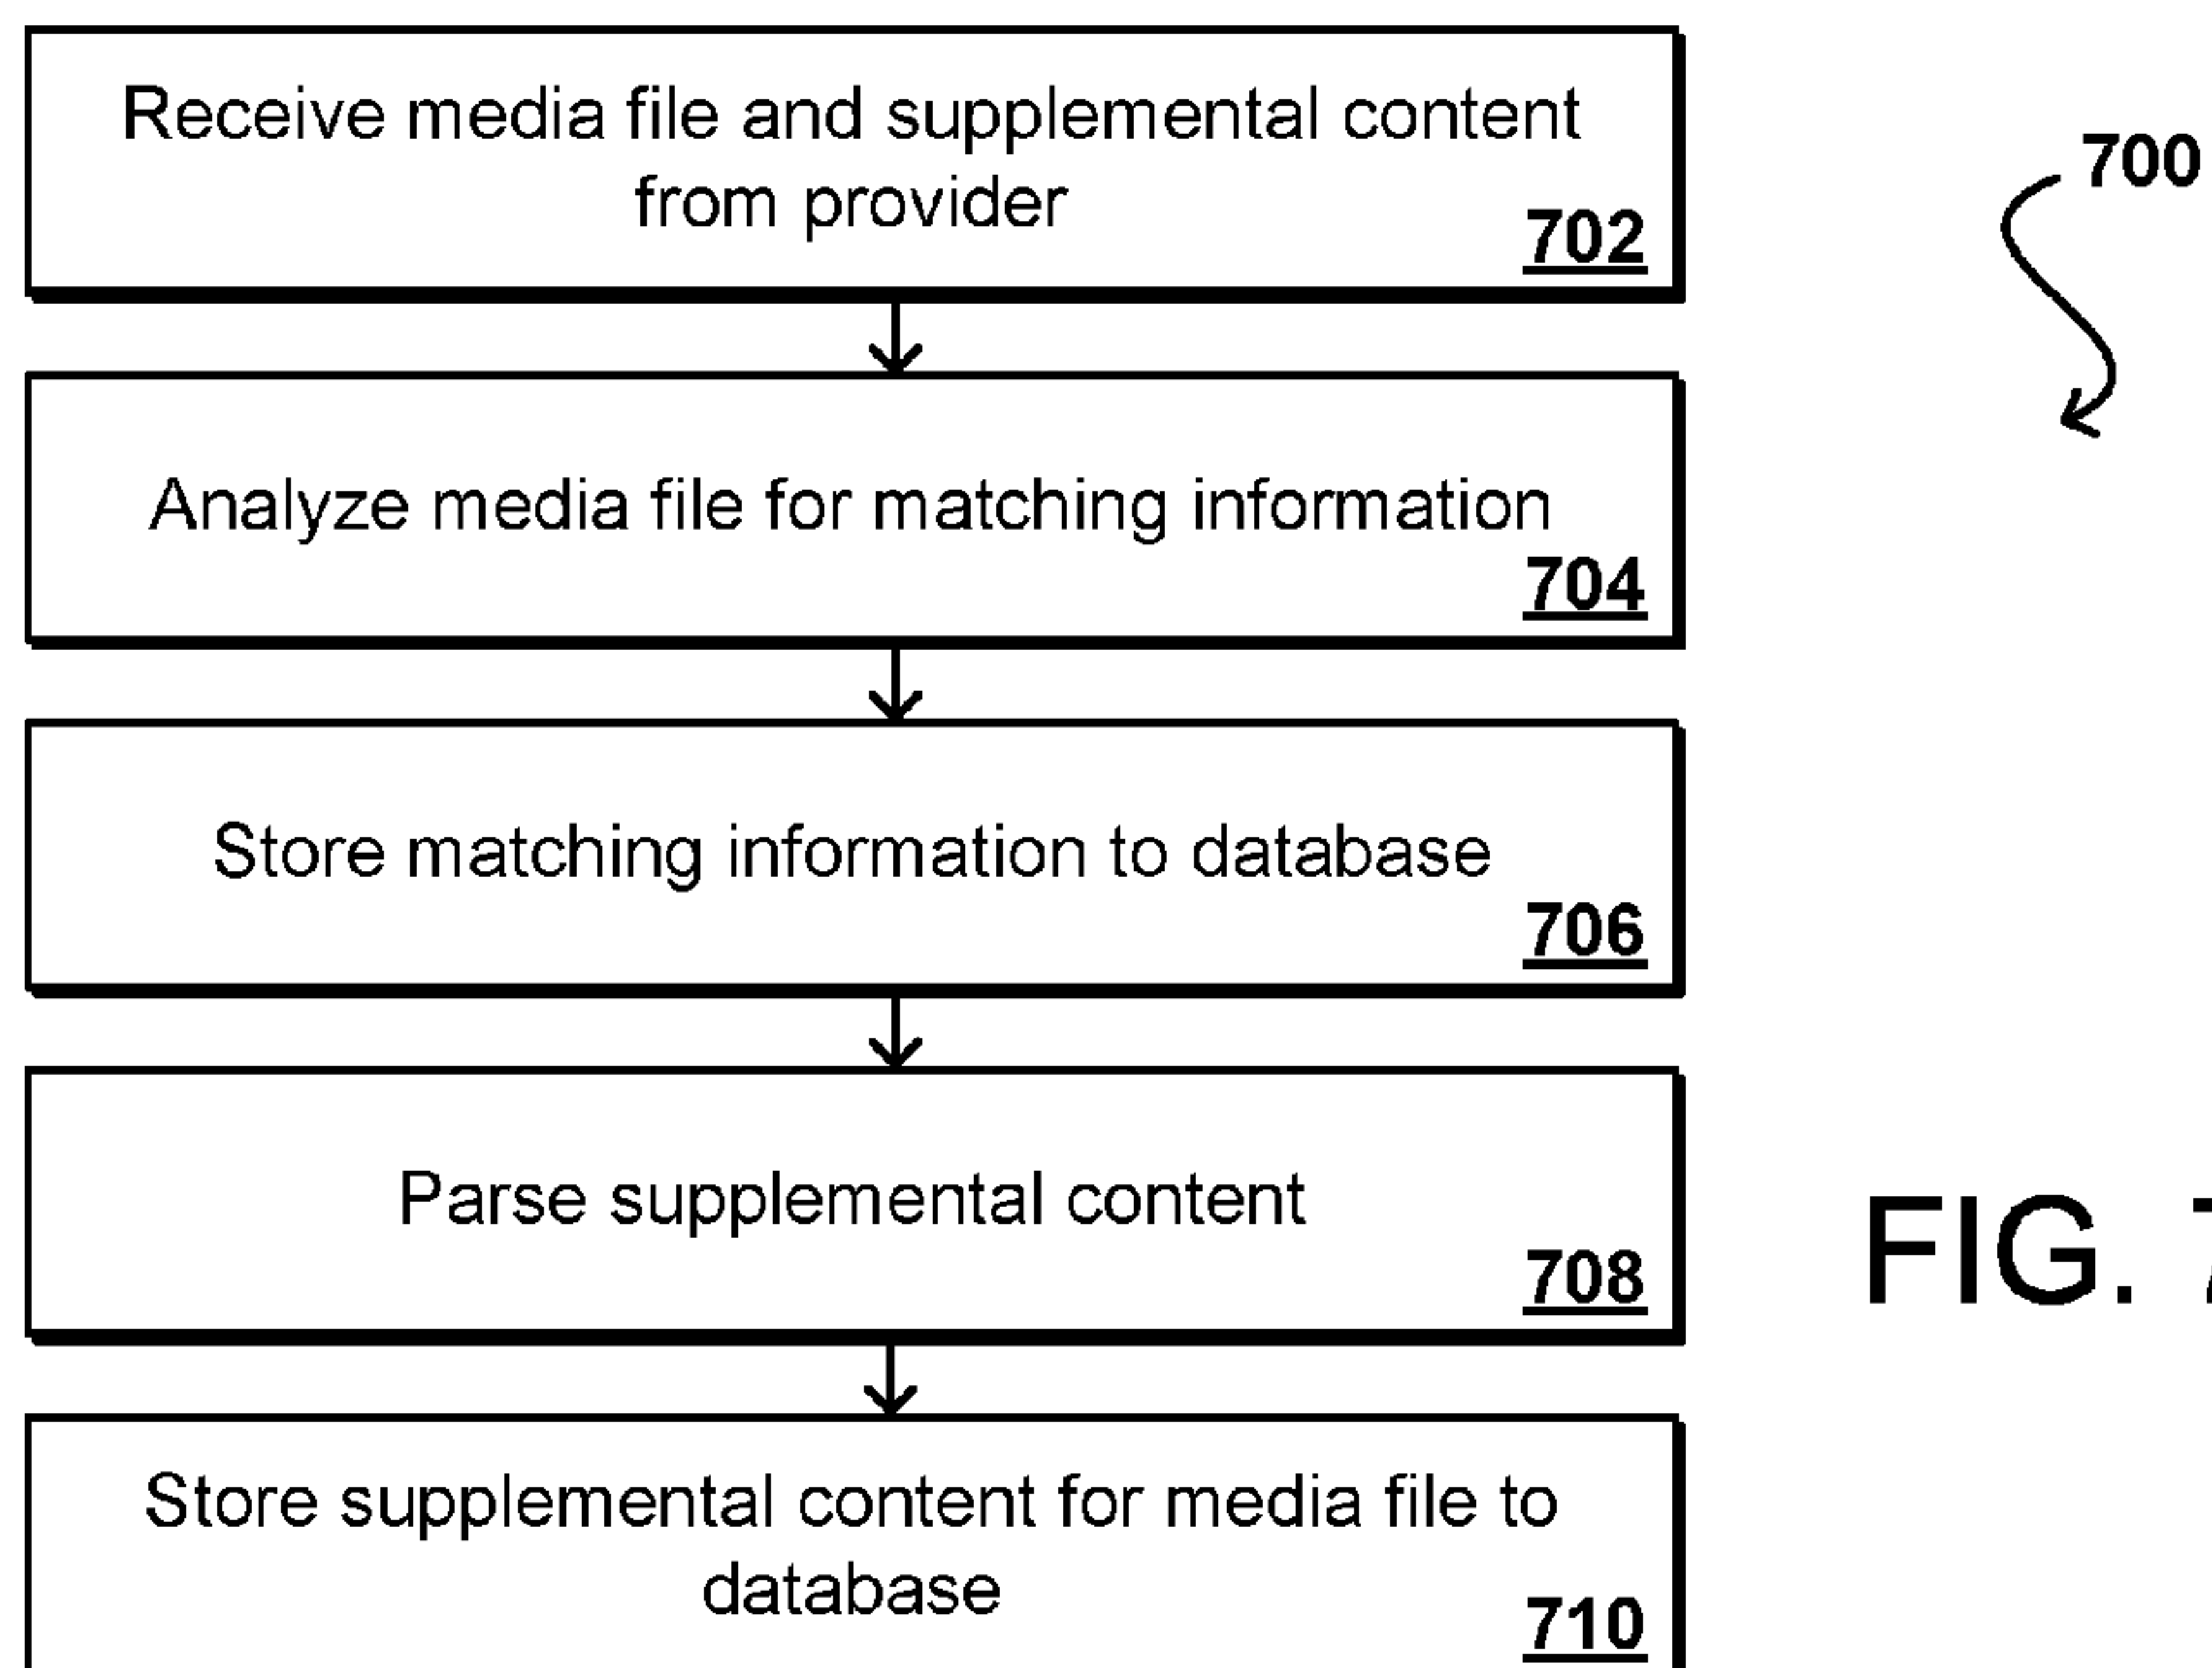 Receive media file and supplemental content
from provider
702
700
Analyze media file for matching information
704
Store matching information to database
706
Parse supplemental content
708
FIG. 7
Store supplemental content for media file to
database
710